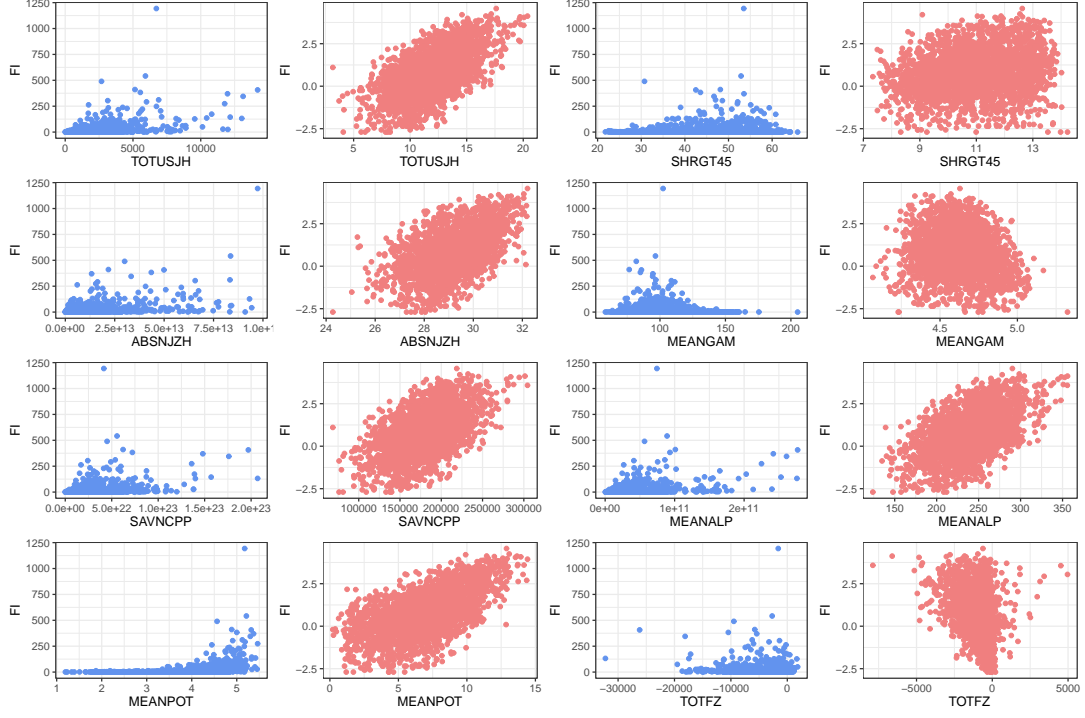 1250
1000
750
500
250
0
FI
0 5000 10000
TOTUSJH
2.5
0.0
−2.5
FI
5 10 15 20
TOTUSJH
1250
1000
750
500
250
0
FI
20 30 40 50 60
SHRGT45
2.5
0.0
−2.5
FI
7 9 11 13
SHRGT45
1250
1000
750
500
250
0
FI
0.0e+00 2.5e+13 5.0e+13 7.5e+13
ABSNJZH
2.5
0.0
−2.5
FI
24 26 28 30 32
ABSNJZH
1250
1000
750
500
250
0
FI
100 150 200
MEANGAM
2.5
0.0
−2.5
FI
4.5 5.0
MEANGAM
1250
1000
750
500
250
0
FI
0.0e+00 5.0e+22 1.0e+23 1.5e+23 2.0e+23
SAVNCPP
2.5
0.0
−2.5
FI
100000 150000 200000 250000 300000
SAVNCPP
1250
1000
750
500
250
0
FI
0e+00 1e+11 2e+11
MEANALP
2.5
0.0
−2.5
FI
150 200 250 300 350
MEANALP
1250
1000
750
500
250
0
FI
1 2 3 4 5
MEANPOT
2.5
0.0
−2.5
FI
0 5 10 15
MEANPOT
1250
1000
750
500
250
0
FI
−30000 −20000 −10000 0
TOTFZ
2.5
0.0
−2.5
FI
−5000 0 5000
TOTFZ